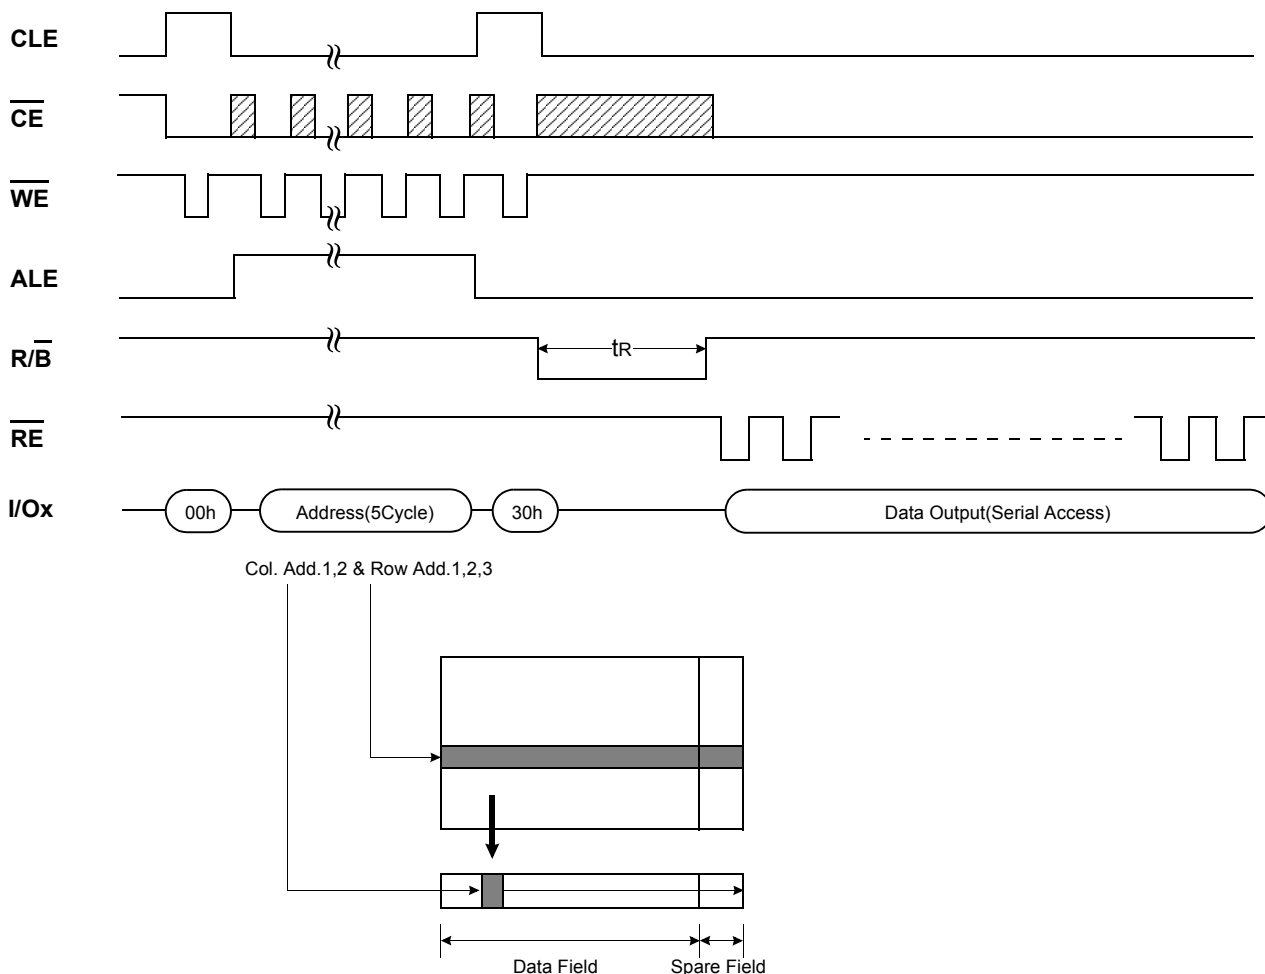 CLE
CE
WE
ALE
R/B
tR
RE
I/Ox
00h
Address(5Cycle)
30h
Data Output(Serial Access)
Col. Add.1,2 & Row Add.1,2,3
Data Field
Spare Field